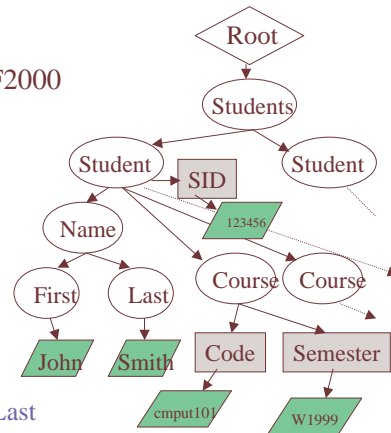 Root
F2000
Students
Student
Student
SID
123456
Name
First
Last
Course
Course
John
Smith
Code
Semester
cmput101
W1999
Last